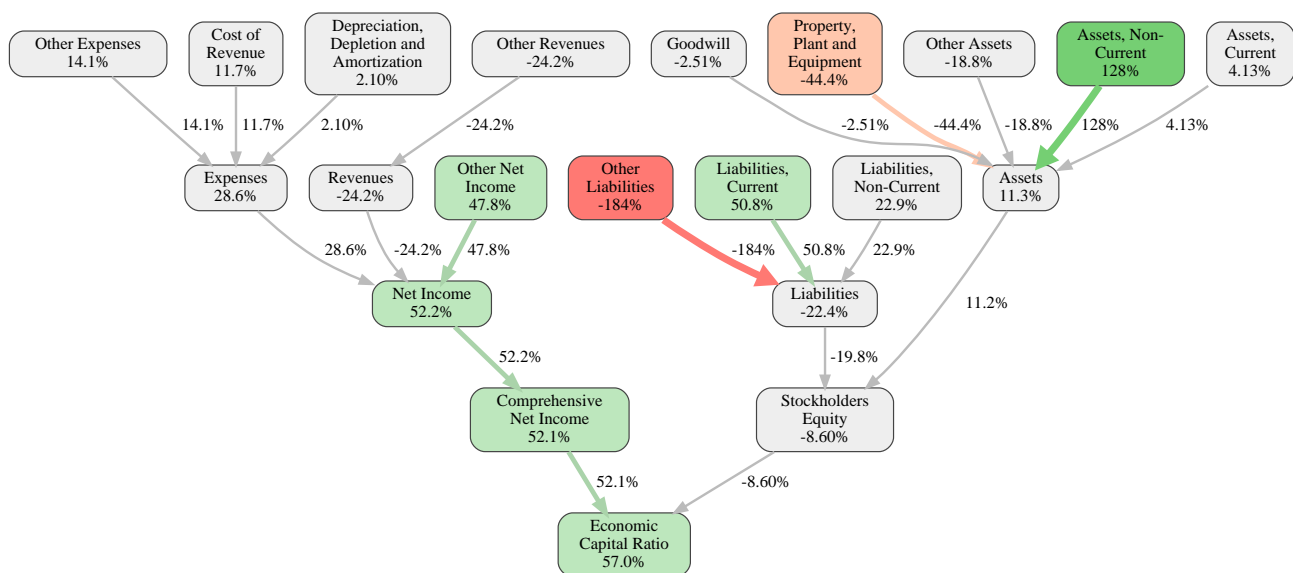 Other Expenses
14.1%
Cost of
Revenue
11.7%
Depreciation,
Depletion and
Amortization
2.10%
Other Revenues
-24.2%
Goodwill
-2.51%
Property,
Plant and
Equipment
-44.4%
Other Assets
-18.8%
Assets, Non-
Current
128%
Assets,
Current
4.13%
14.1%
11.7%
2.10%
-24.2%
-2.51%
-44.4%
-18.8%
128%
4.13%
Expenses
28.6%
Revenues
-24.2%
Other Net
Income
47.8%
Other
Liabilities
-184%
Liabilities,
Current
50.8%
Liabilities,
Non-Current
22.9%
Assets
11.3%
28.6%
-24.2%
47.8%
-184%
50.8%
22.9%
11.2%
Net Income
52.2%
Liabilities
-22.4%
52.2%
-19.8%
Comprehensive
Net Income
52.1%
Stockholders
Equity
-8.60%
52.1%
-8.60%
Economic
Capital Ratio
57.0%